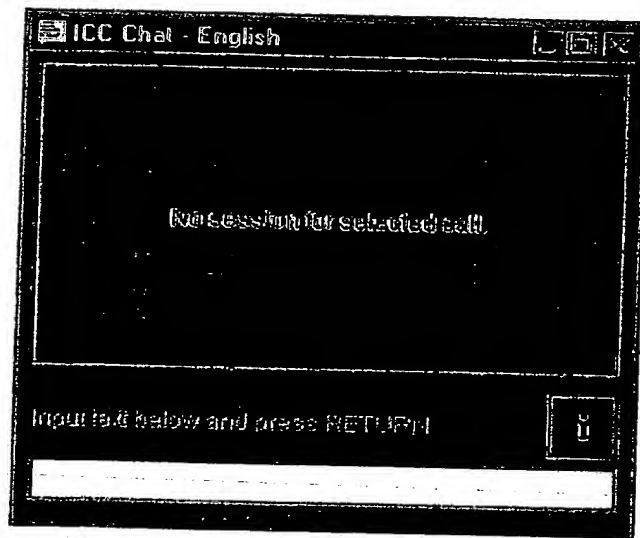 ICC Chat - English
No session for selected call.
Input text below and press RETURN